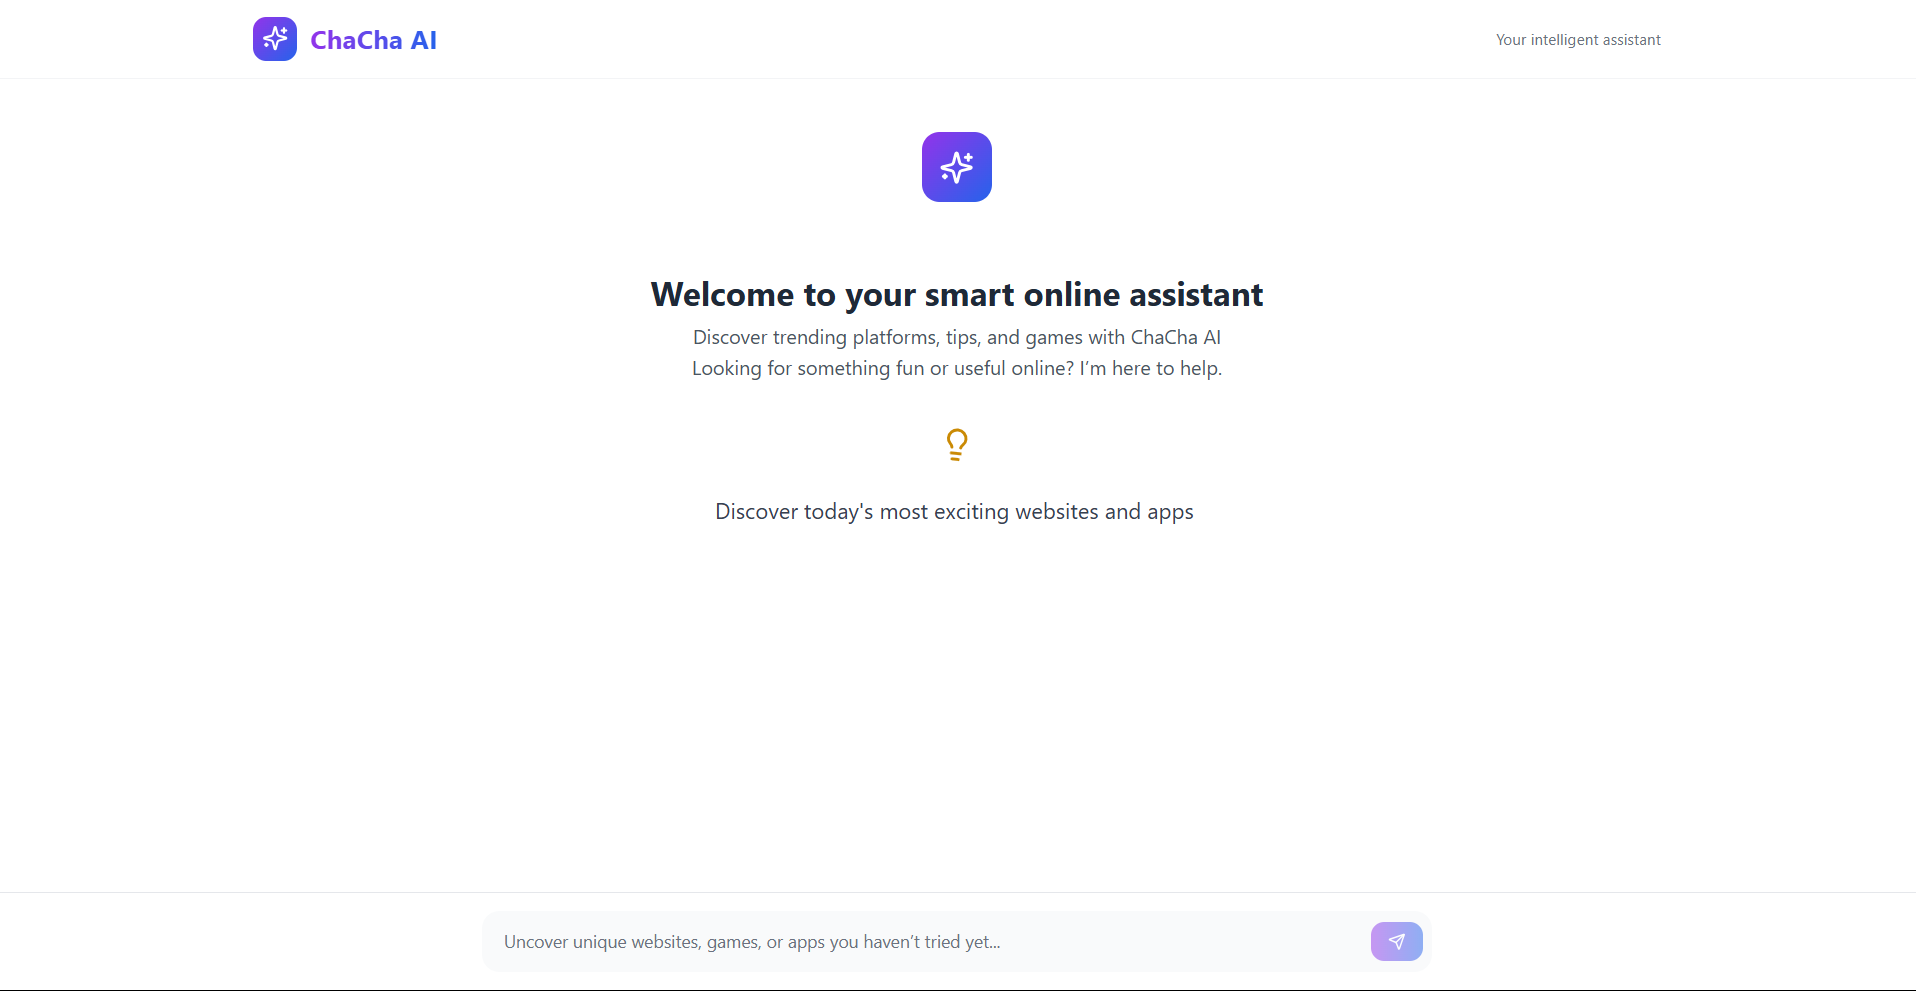 ChaCha AI
Your intelligent assistant
Welcome to your smart online assistant
Discover trending platforms, tips, and games with ChaCha AI
Looking for something fun or useful online? I’m here to help.
Discover today's most exciting websites and apps
Uncover unique websites, games, or apps you haven’t tried yet...